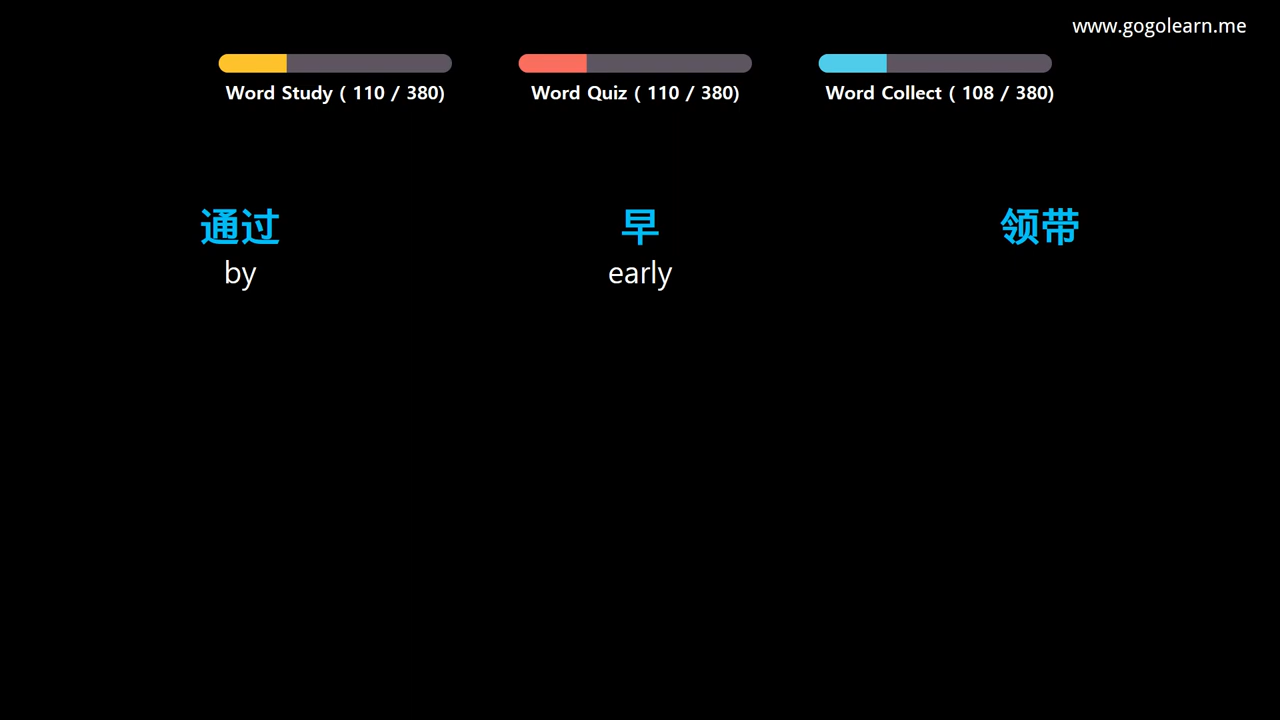 www.gogolearn.me
Word Study ( 110 / 380)
Word Quiz ( 110 / 380)
Word Collect ( 108 / 380)
通过
by
早
early
领带